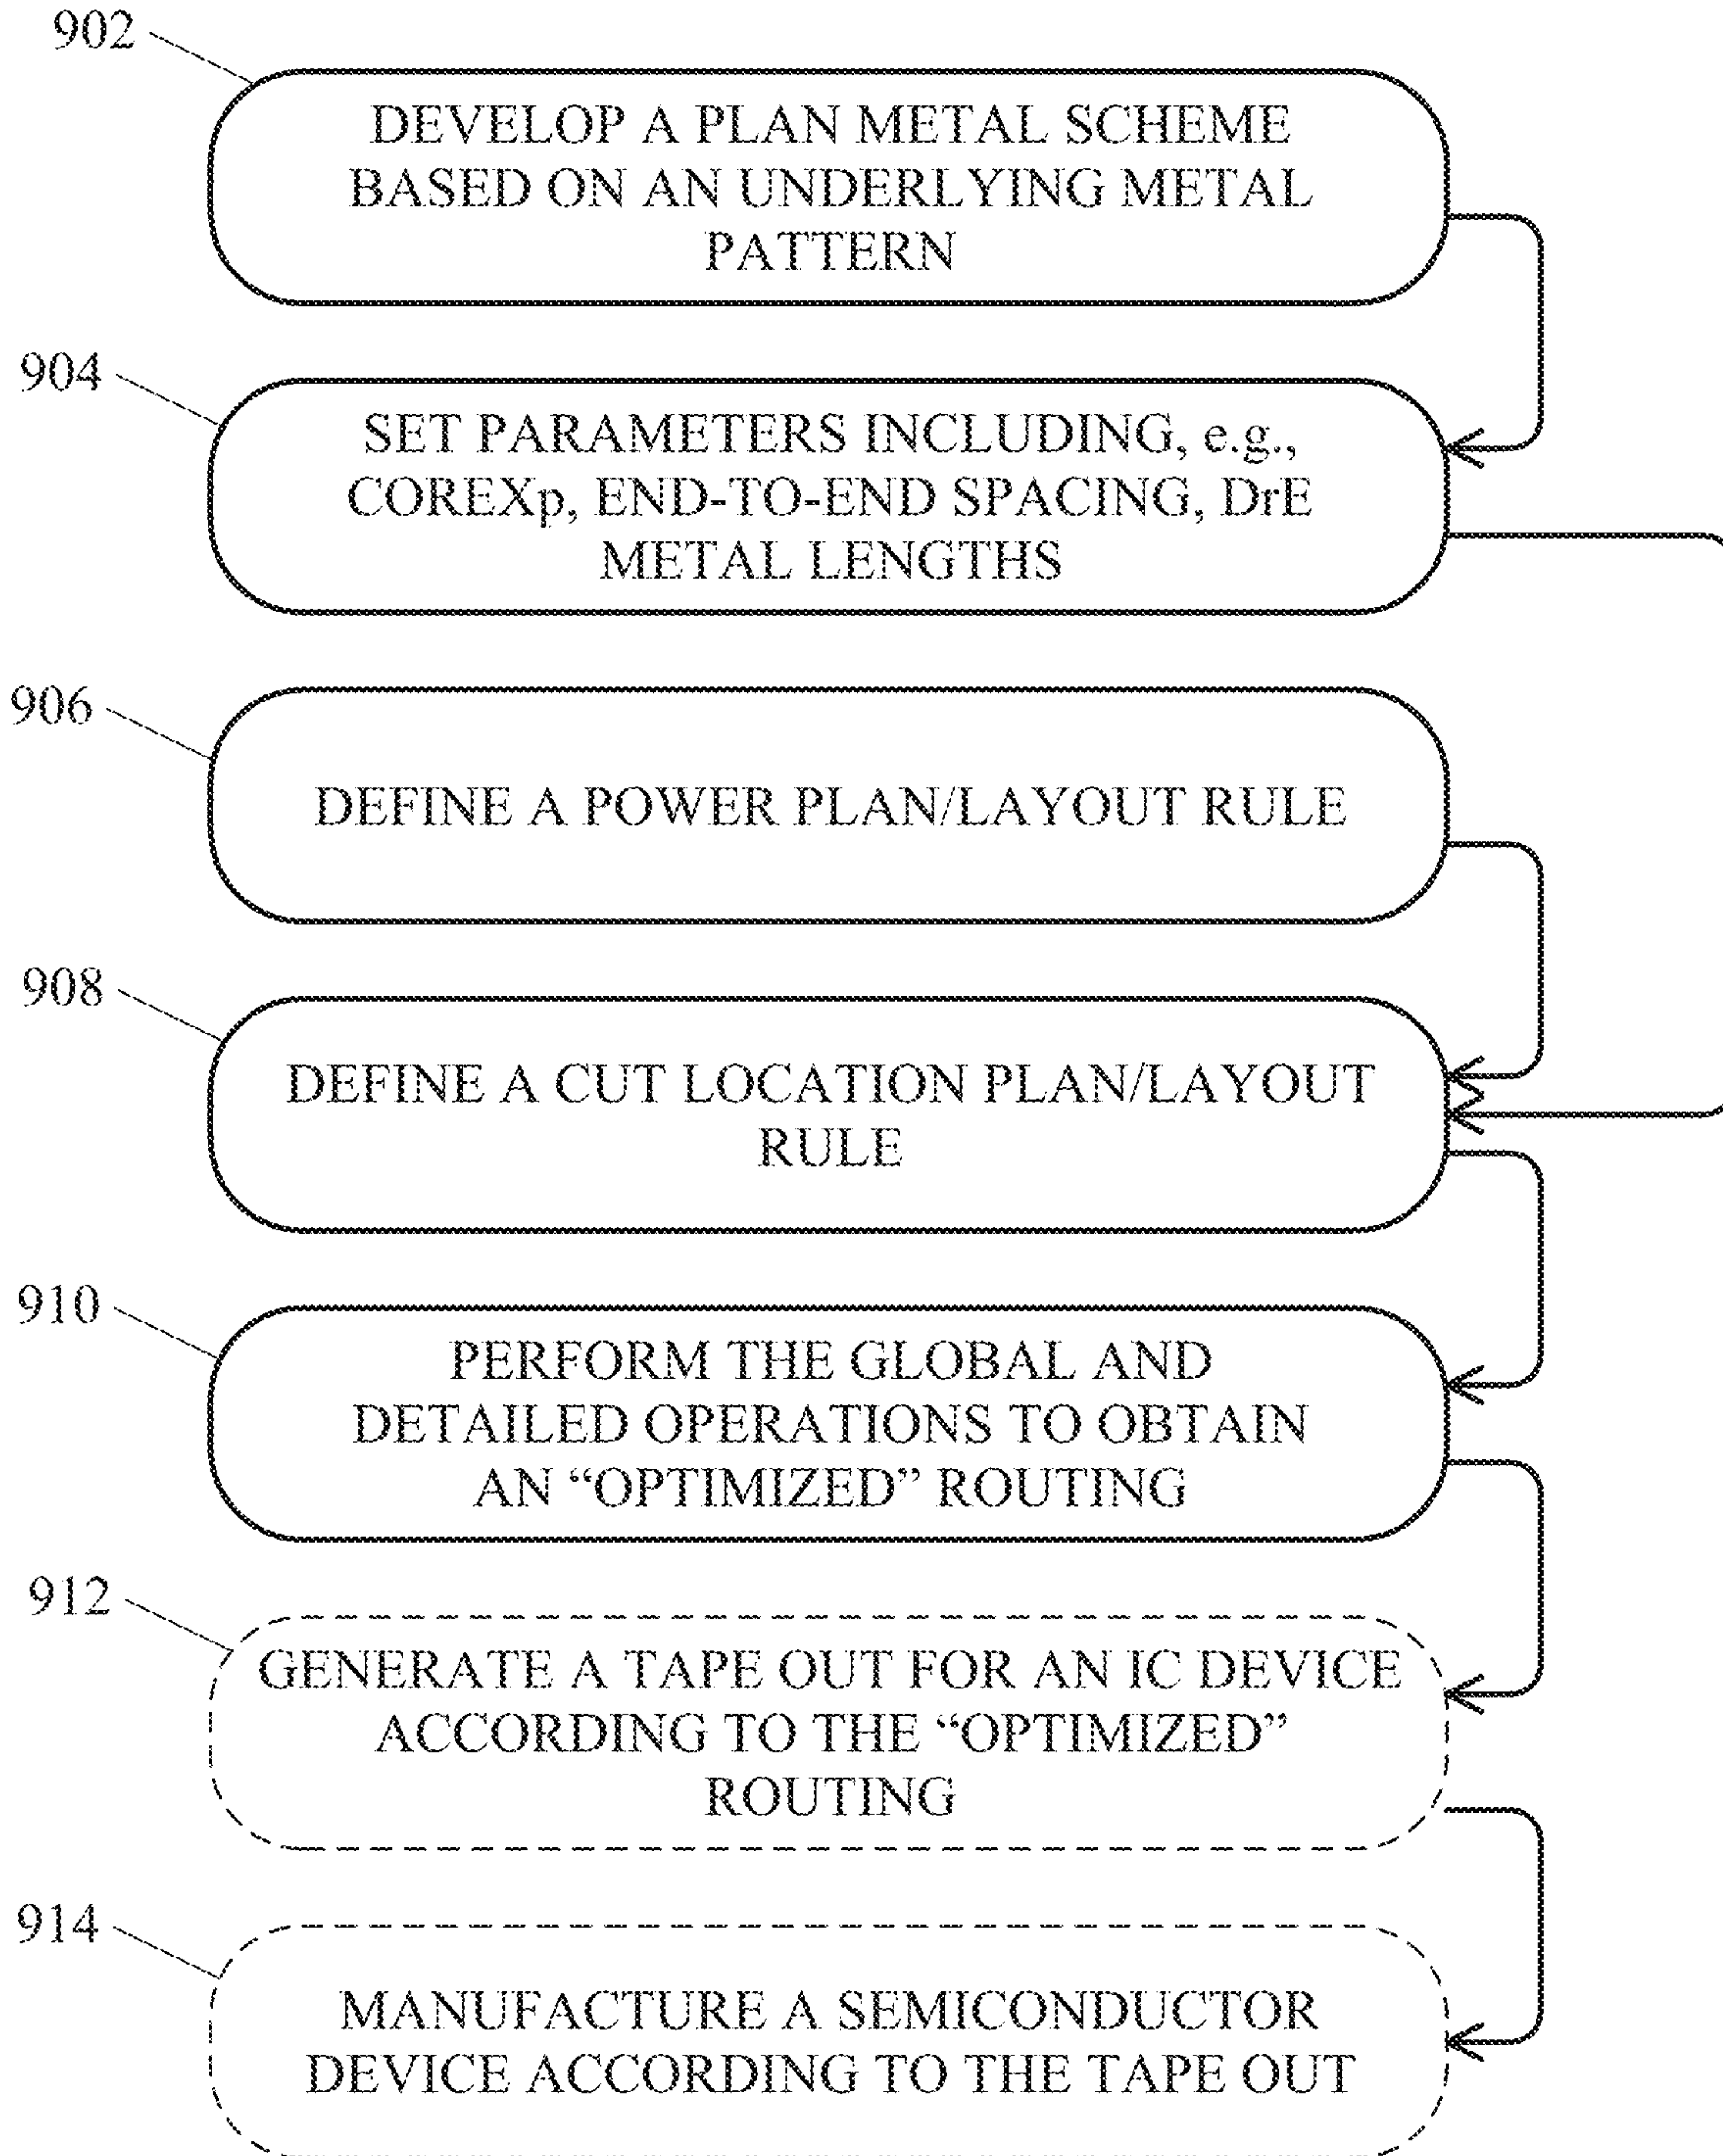 902
DEVELOP A PLAN METAL SCHEME
BASED ON AN UNDERLYING METAL
PATTERN
904
SET PARAMETERS INCLUDING, e.g.,
COREXp, END-TO-END SPACING, DrE
METAL LENGTHS
906
DEFINE A POWER PLAN/LAYOUT RULE
908
DEFINE A CUT LOCATION PLAN/LAYOUT
RULE
910
PERFORM THE GLOBAL AND
DETAILED OPERATIONS TO OBTAIN
AN “OPTIMIZED” ROUTING
912
GENERATE A TAPE OUT FOR AN IC DEVICE
ACCORDING TO THE “OPTIMIZED”
ROUTING
914
MANUFACTURE A SEMICONDUCTOR
DEVICE ACCORDING TO THE TAPE OUT